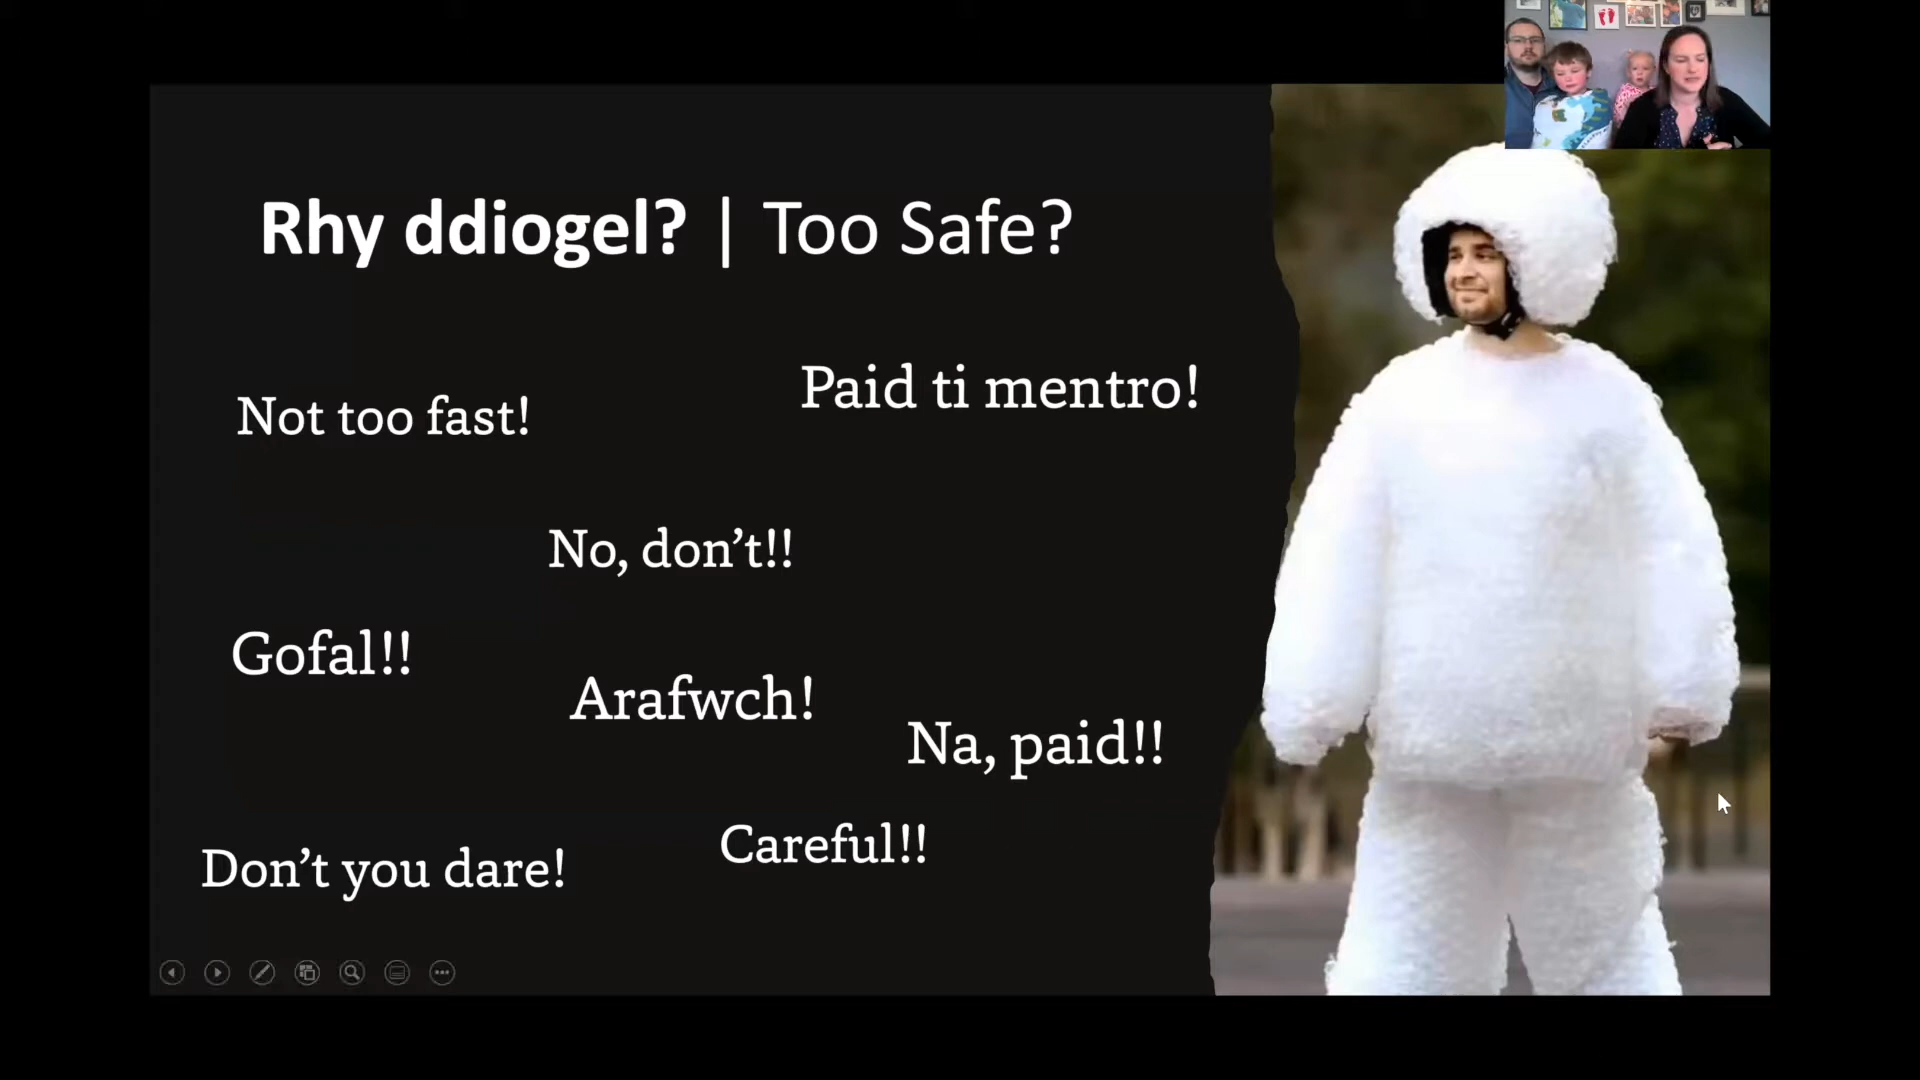 Rhy ddiogel? | Too Safe?
Paid ti mentro!
Not too fast!
No, don’t!!
Gofal!!
Arafwch!
Na, paid!!
Careful!!
Don’t you dare!